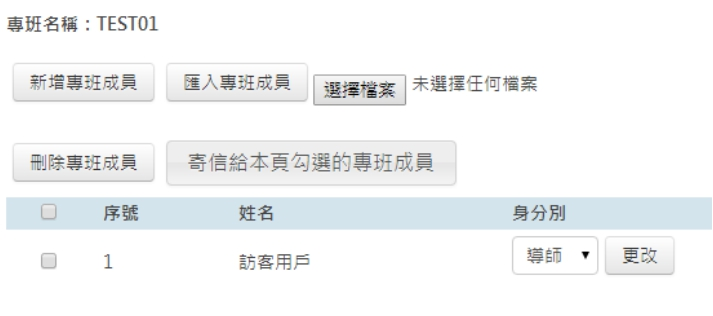 專班名稱：TEST01
新增專班成員 匯入專班成員 選擇檔案 未選擇任何檔案
刪除專班成員 寄信給本頁勾選的專班成員
序號 姓名 身分別
1 訪客用戶 導師 更改